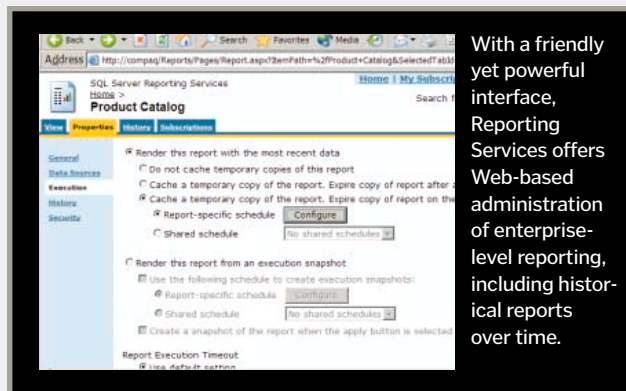 Back
Search
Favorites
Media
Address http://compaq/Reports/Pages/Report.aspx?ItemPath=%2fProduct+Catalog&SelectedTabId
SQL Server Reporting Services
Home | My Subscri
Home >
Product Catalog
Search f
View Properties History Subscriptions
General
Data Sources
Execution
History
Security
Render this report with the most recent data
Do not cache temporary copies of this report
Cache a temporary copy of the report. Expire copy of report after a
Cache a temporary copy of the report. Expire copy of report on the
Report-specific schedule Configure
Shared schedule No shared schedules
Render this report from an execution snapshot
Use the following schedule to create execution snapshots:
Report-specific schedule Configure
Shared schedule No shared schedules
Create a snapshot of the report when the apply button is selected
Report Execution Timeout
Use default setting
With a friendly
yet powerful
interface,
Reporting
Services offers
Web-based
administration
of enterprise-
level reporting,
including histor-
ical reports
over time.